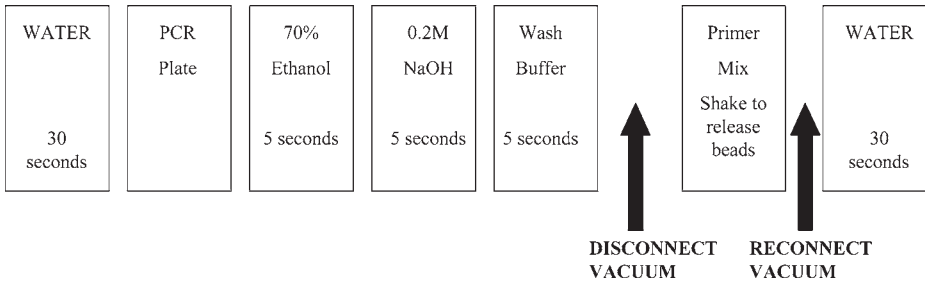 WATER
30
seconds
PCR
Plate
70%
Ethanol
5 seconds
0.2M
NaOH
5 seconds
Wash
Buffer
5 seconds
DISCONNECT
VACUUM
Primer
Mix
Shake to
release
beads
RECONNECT
VACUUM
WATER
30
seconds